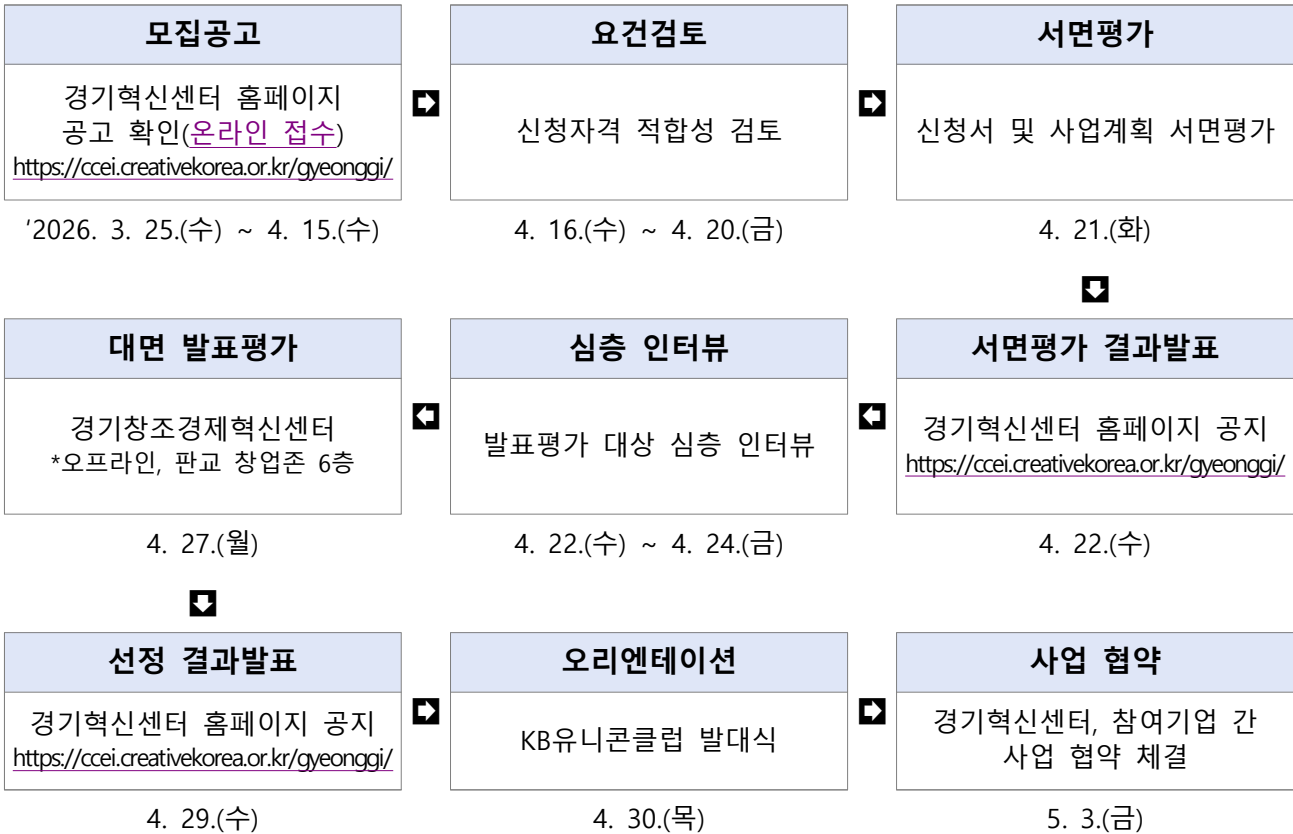 모집공고
경기혁신센터 홈페이지
공고 확인(온라인 접수)
https://ccei.creativekorea.or.kr/gyeonggi/
'2026. 3. 25.(수) ~ 4. 15.(수)
요건검토
신청자격 적합성 검토
4. 16.(수) ~ 4. 20.(금)
서면평가
신청서 및 사업계획 서면평가
4. 21.(화)
서면평가 결과발표
경기혁신센터 홈페이지 공지
https://ccei.creativekorea.or.kr/gyeonggi/
4. 22.(수)
심층 인터뷰
발표평가 대상 심층 인터뷰
4. 22.(수) ~ 4. 24.(금)
대면 발표평가
경기창조경제혁신센터
*오프라인, 판교 창업존 6층
4. 27.(월)
선정 결과발표
경기혁신센터 홈페이지 공지
https://ccei.creativekorea.or.kr/gyeonggi/
4. 29.(수)
오리엔테이션
KB유니콘클럽 발대식
4. 30.(목)
사업 협약
경기혁신센터, 참여기업 간
사업 협약 체결
5. 3.(금)